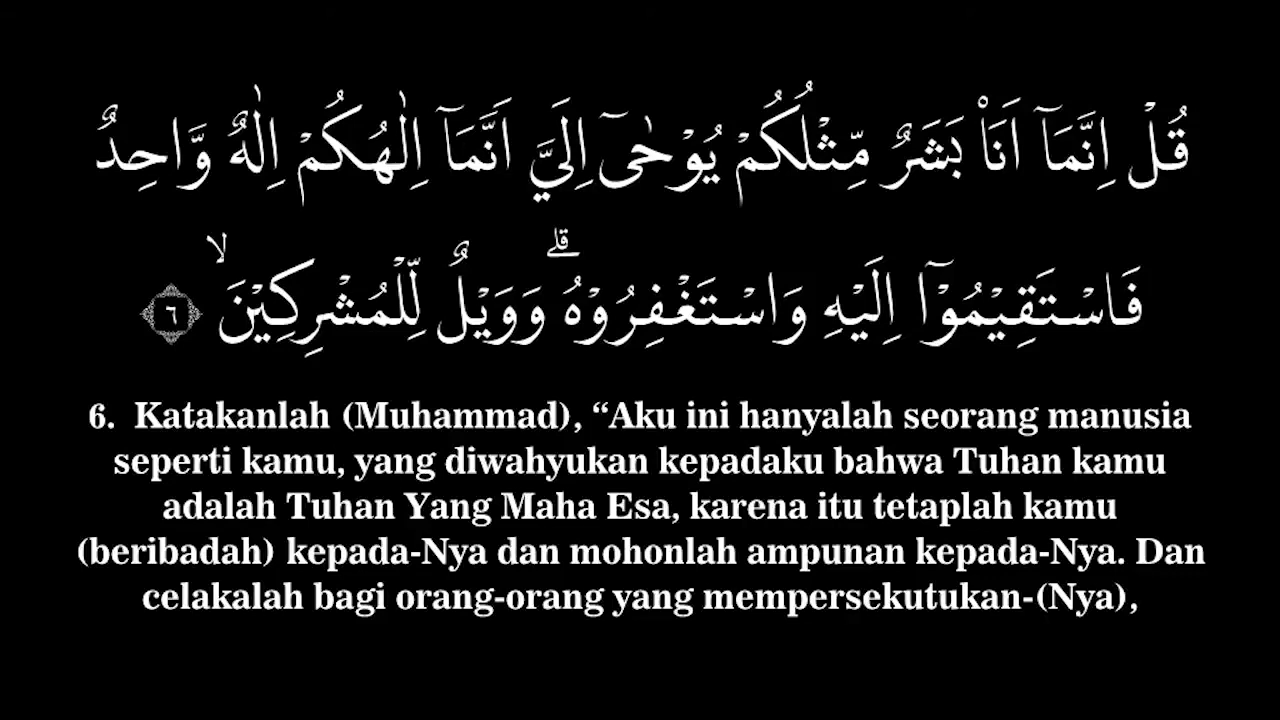 قُلْ اِنَّمَآ اَنَا۠ بَشَرٌ مِّثْلُكُمْ يُوْحٰىٓ اِلَيَّ اَنَّمَآ اِلٰهُكُمْ اِلٰهٌ وَّاحِدٌ
فَاسْتَقِيْمُوْٓا اِلَيْهِ وَاسْتَغْفِرُوْهُ ۗوَوَيْلٌ لِّلْمُشْرِكِيْنَۙ ٦
6. Katakanlah (Muhammad), “Aku ini hanyalah seorang manusia
seperti kamu, yang diwahyukan kepadaku bahwa Tuhan kamu
adalah Tuhan Yang Maha Esa, karena itu tetaplah kamu
(beribadah) kepada-Nya dan mohonlah ampunan kepada-Nya. Dan
celakalah bagi orang-orang yang mempersekutukan-(Nya),